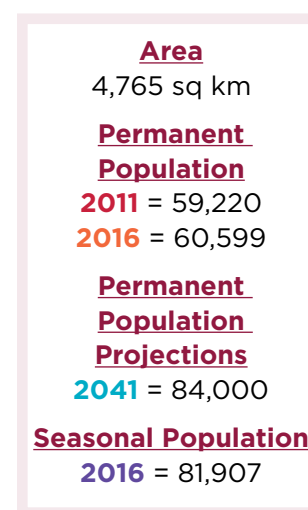 Area
4,765 sq km
Permanent
Population
2011 = 59,220
2016 = 60,599
Permanent
Population
Projections
2041 = 84,000
Seasonal Population
2016 = 81,907